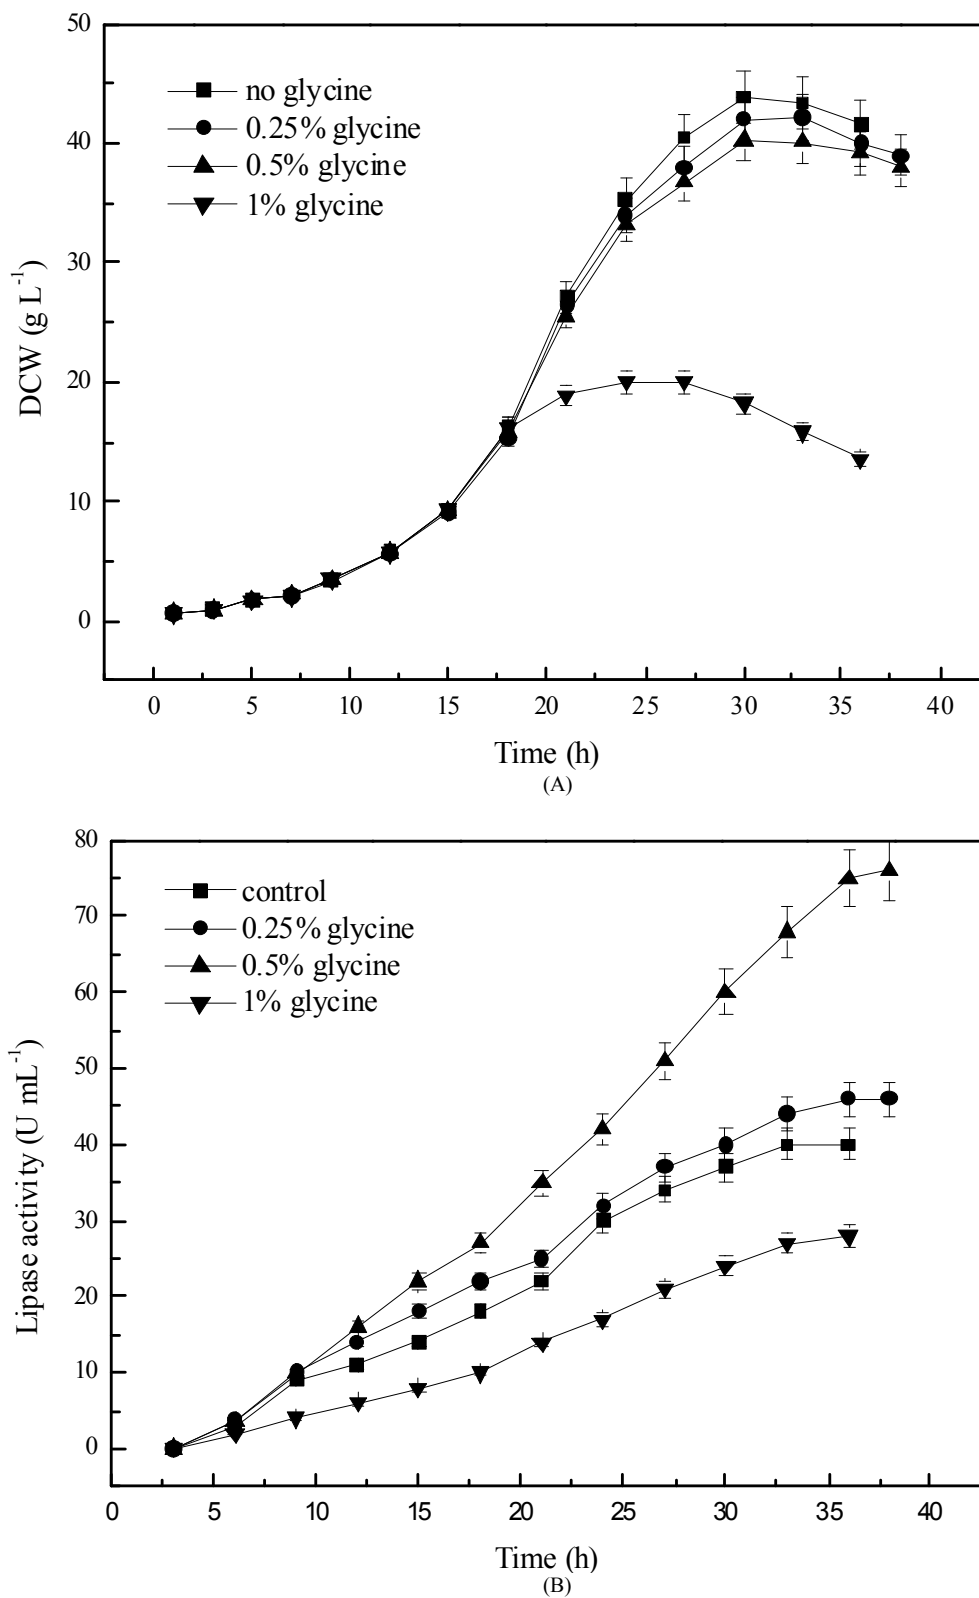 50
40
30
20
10
0
DCW (g L⁻¹)
no glycine
0.25% glycine
0.5% glycine
1% glycine
0 5 10 15 20 25 30 35 40
Time (h)
(A)
80
70
60
50
40
30
20
10
0
Lipase activity (U mL⁻¹)
control
0.25% glycine
0.5% glycine
1% glycine
0 5 10 15 20 25 30 35 40
Time (h)
(B)